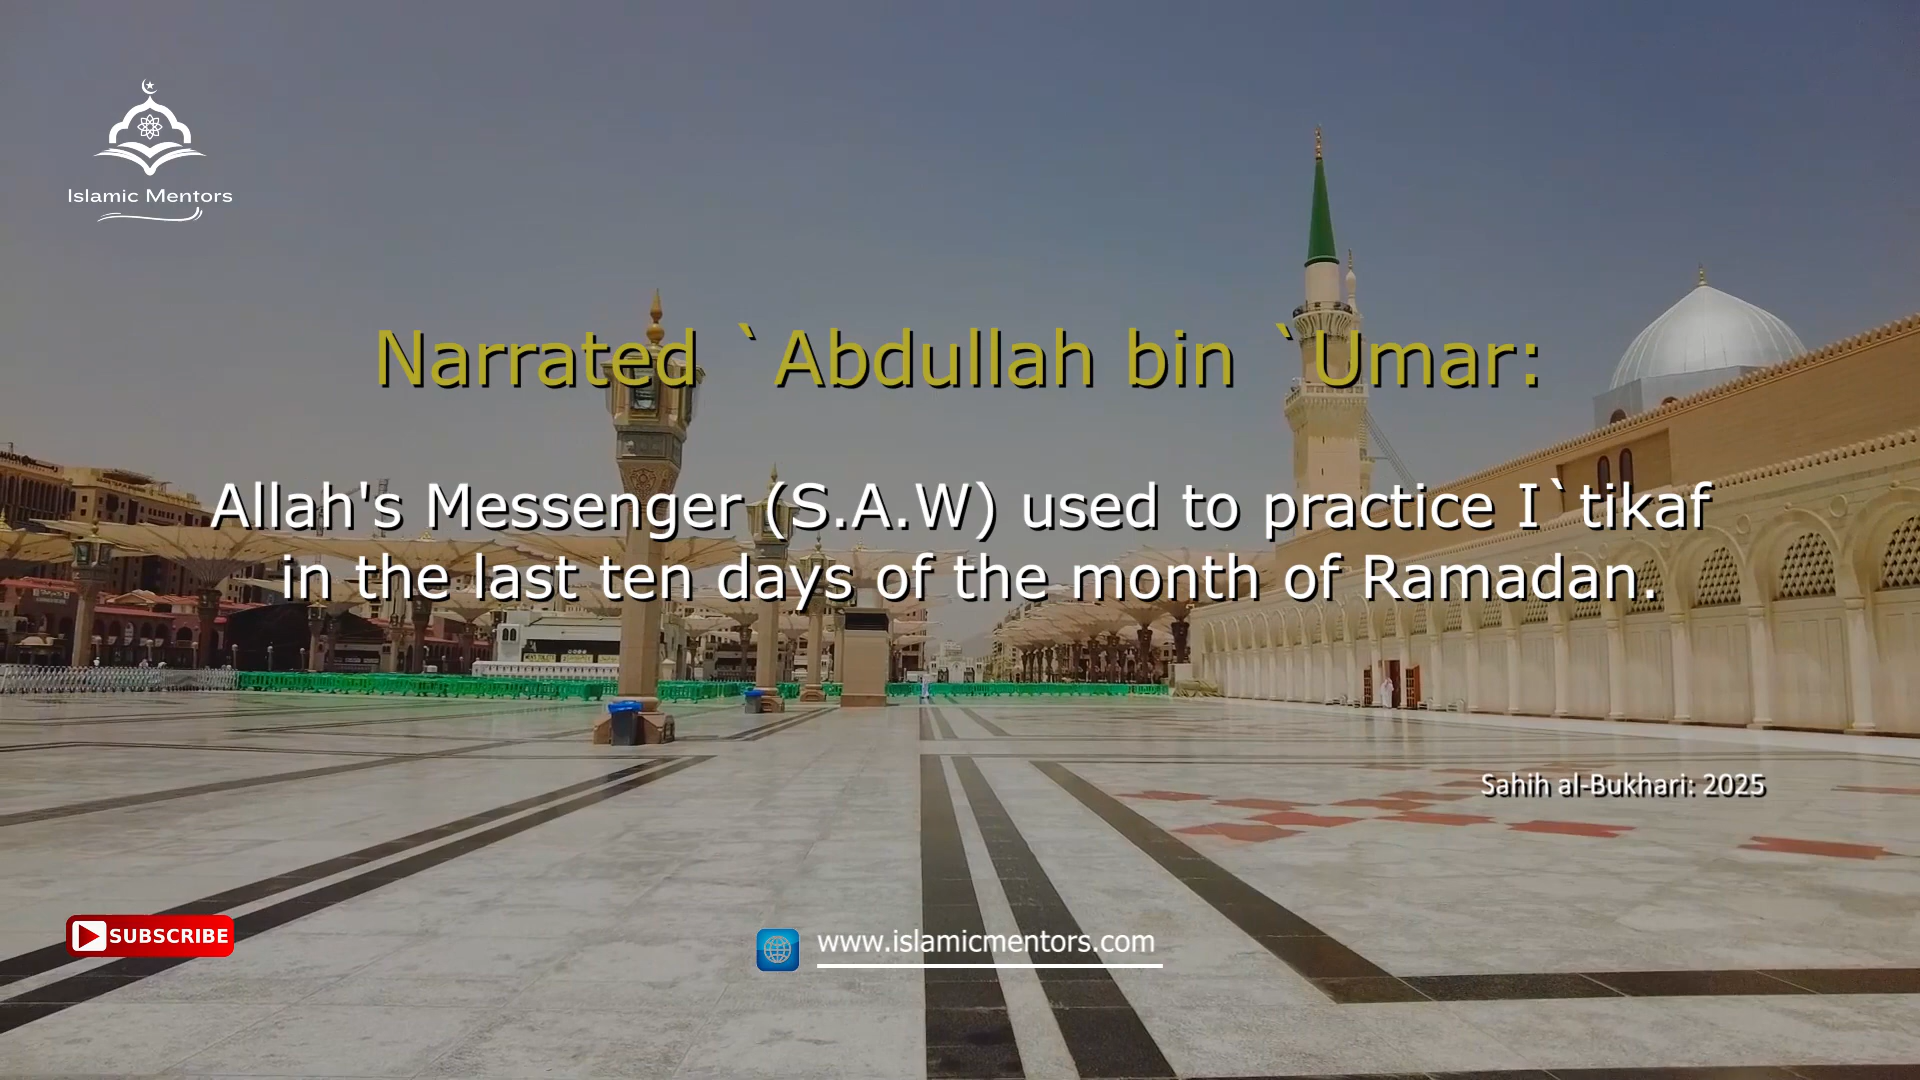 Islamic Mentors
Narrated `Abdullah bin `Umar:
Allah's Messenger (S.A.W) used to practice I`tikaf
in the last ten days of the month of Ramadan.
Sahih al-Bukhari: 2025
SUBSCRIBE
www.islamicmentors.com